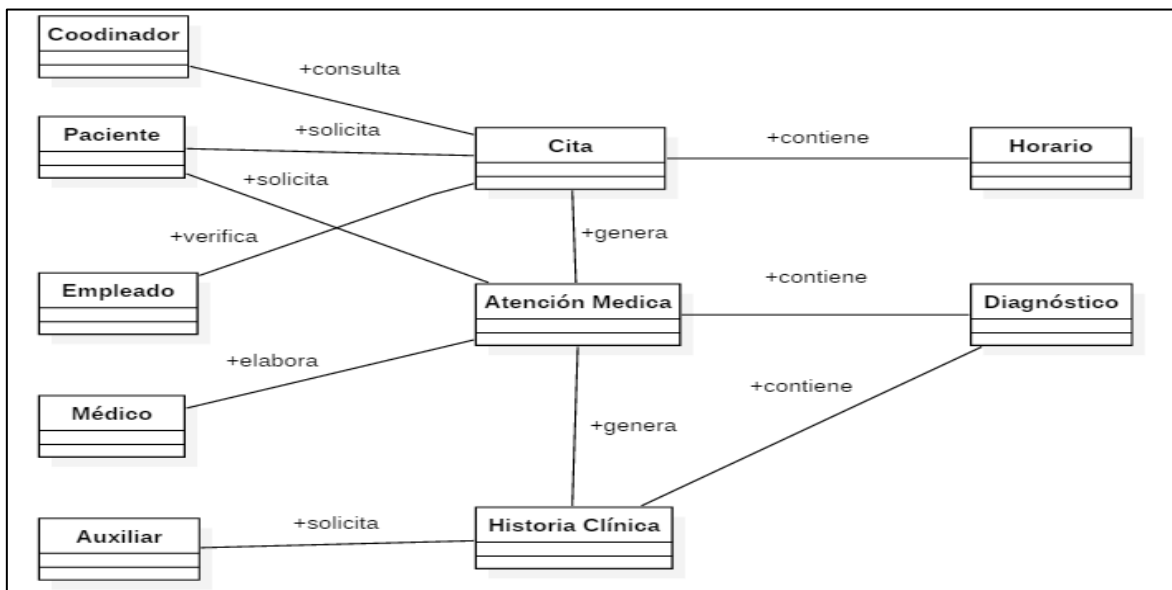 Coodinador
+consulta
Paciente
+solicita
Cita
+contiene
Horario
+solicita
+verifica
+genera
Empleado
Atención Medica
+contiene
Diagnóstico
+elabora
Médico
+contiene
+genera
Auxiliar
+solicita
Historia Clínica